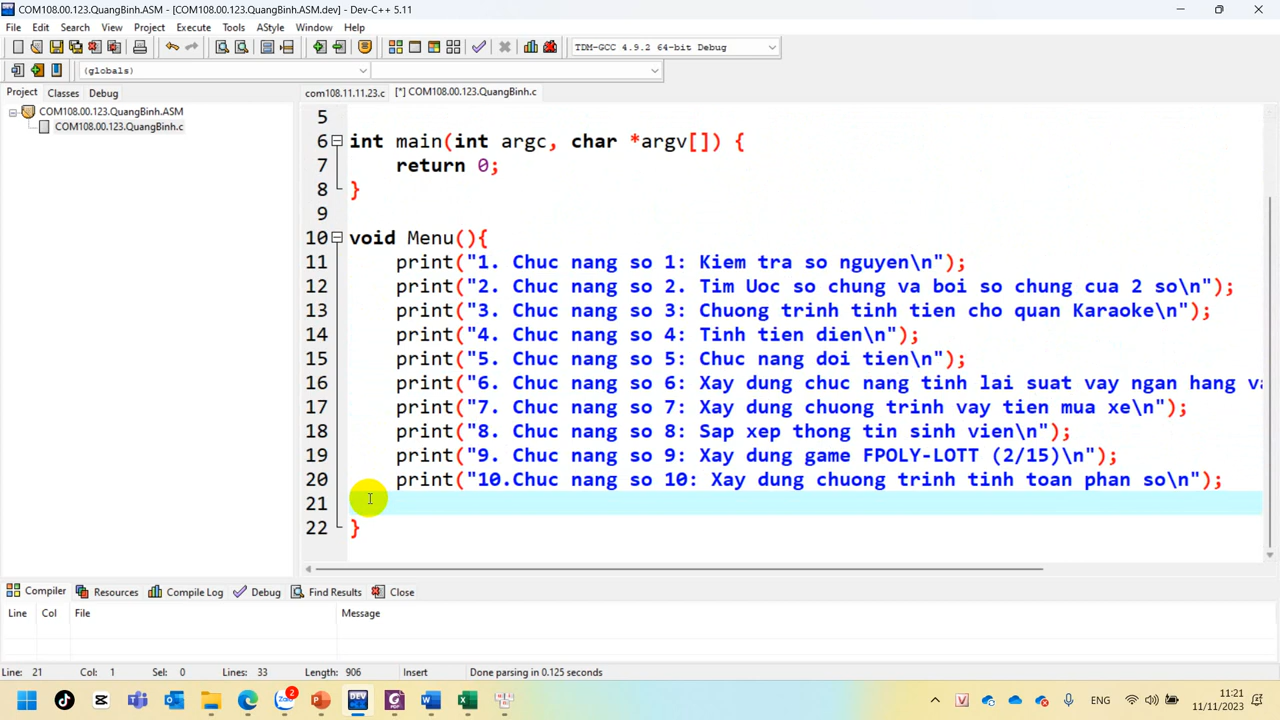 COM108.00.123.QuangBinh.ASM - [COM108.00.123.QuangBinh.ASM.dev] - Dev-C++ 5.11
File Edit Search View Project Execute Tools AStyle Window Help
TDM-GCC 4.9.2 64-bit Debug
(globals)
Project Classes Debug
com108.11.11.23.c [*] COM108.00.123.QuangBinh.c
COM108.00.123.QuangBinh.ASM
COM108.00.123.QuangBinh.c
5
6 int main(int argc, char *argv[]) {
7 return 0;
8 }
9
10 void Menu(){
11 print("1. Chuc nang so 1: Kiem tra so nguyen\n");
12 print("2. Chuc nang so 2. Tim Uoc so chung va boi so chung cua 2 so\n");
13 print("3. Chuc nang so 3: Chuong trinh tinh tien cho quan Karaoke\n");
14 print("4. Chuc nang so 4: Tinh tien dien\n");
15 print("5. Chuc nang so 5: Chuc nang doi tien\n");
16 print("6. Chuc nang so 6: Xay dung chuc nang tinh lai suat vay ngan hang va
17 print("7. Chuc nang so 7: Xay dung chuong trinh vay tien mua xe\n");
18 print("8. Chuc nang so 8: Sap xep thong tin sinh vien\n");
19 print("9. Chuc nang so 9: Xay dung game FPOLY-LOTT (2/15)\n");
20 print("10.Chuc nang so 10: Xay dung chuong trinh tinh toan phan so\n");
21
22 }
Compiler Resources Compile Log Debug Find Results Close
Line Col File Message
Line: 21 Col: 1 Sel: 0 Lines: 33 Length: 906 Insert Done parsing in 0.125 seconds
Zalo 2 DEV ENG 11:21
11/11/2023